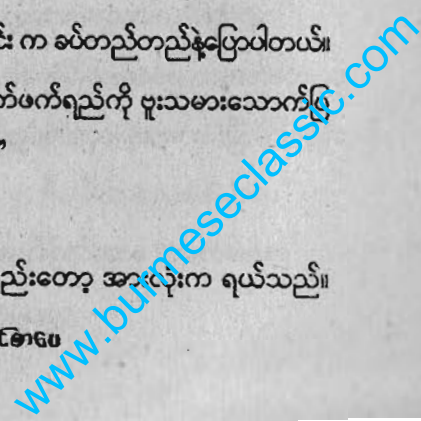 က ခပ်တည်တည်နဲ့ပြောပါတယ်။
ဖက်ရည်ကို ဗူးသမားသောက်ပြ
”
ည်းတော့ အားလုံးက ရယ်သည်။
www.burmeseclassic.com